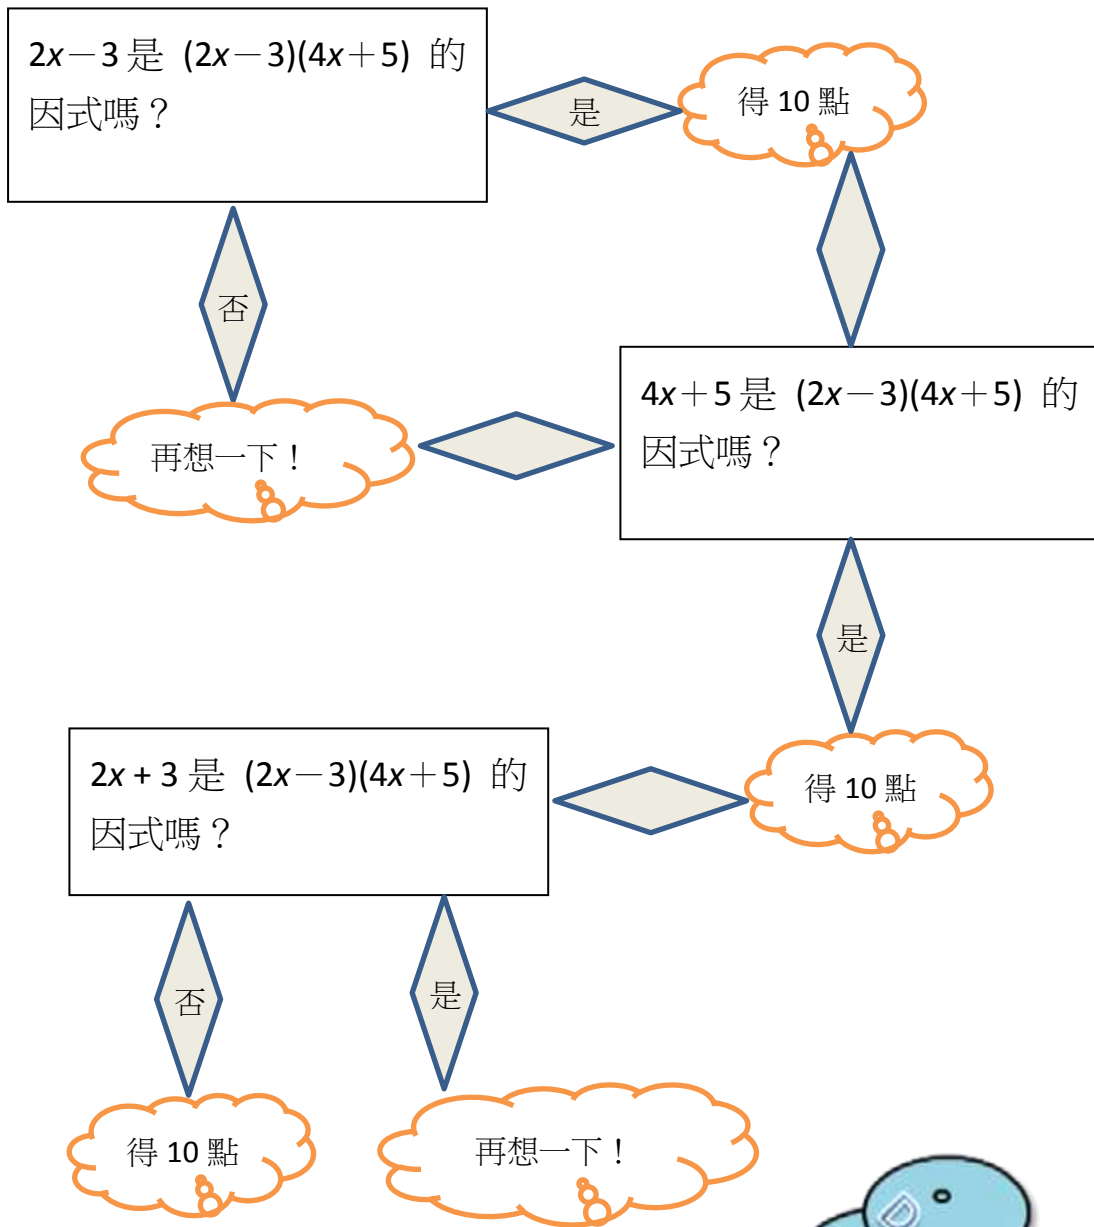 2x－3 是 (2x－3)(4x＋5) 的
因式嗎？
是
得 10 點
否
再想一下！
4x＋5 是 (2x－3)(4x＋5) 的
因式嗎？
是
得 10 點
2x + 3 是 (2x－3)(4x＋5) 的
因式嗎？
否
是
得 10 點
再想一下！